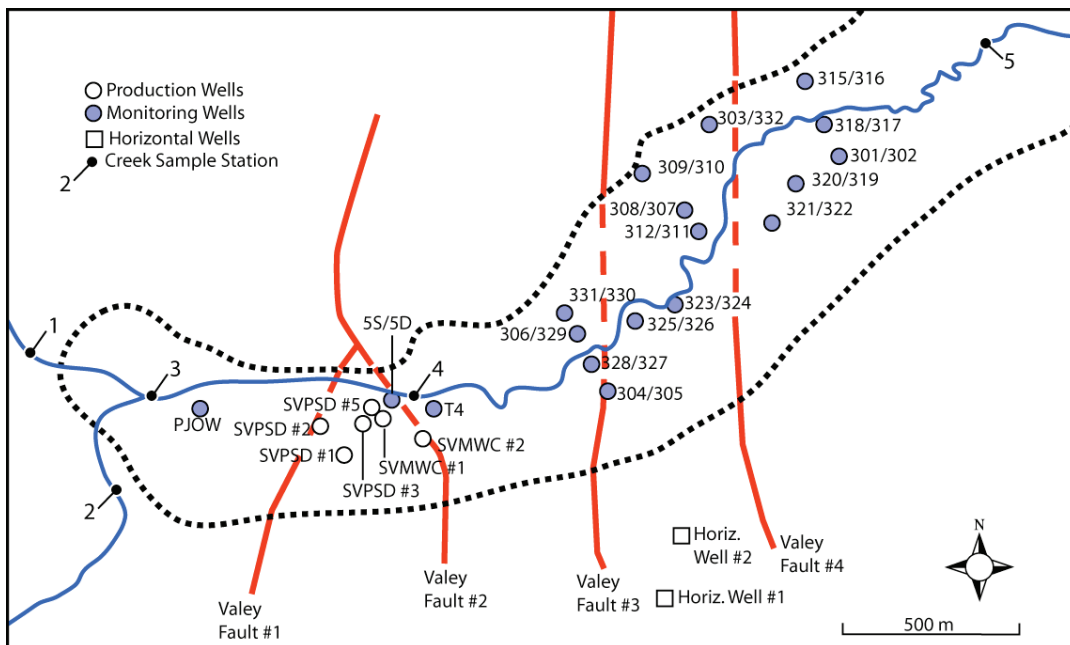 5
315/316
Production Wells
Monitoring Wells
Horizontal Wells
Creek Sample Station
2
303/332
318/317
301/302
309/310
320/319
308/307
321/322
312/311
331/330
323/324
5S/5D
325/326
306/329
1
328/327
3
4
304/305
SVPSD #5
T4
PJOW
SVPSD #2
SVMWC #2
SVPSD #1
SVMWC #1
SVPSD #3
2
N
Horiz.
Well #2
Valey
Fault #4
Valey
Fault #2
Valey
Fault #3
Horiz. Well #1
Valey
Fault #1
500 m